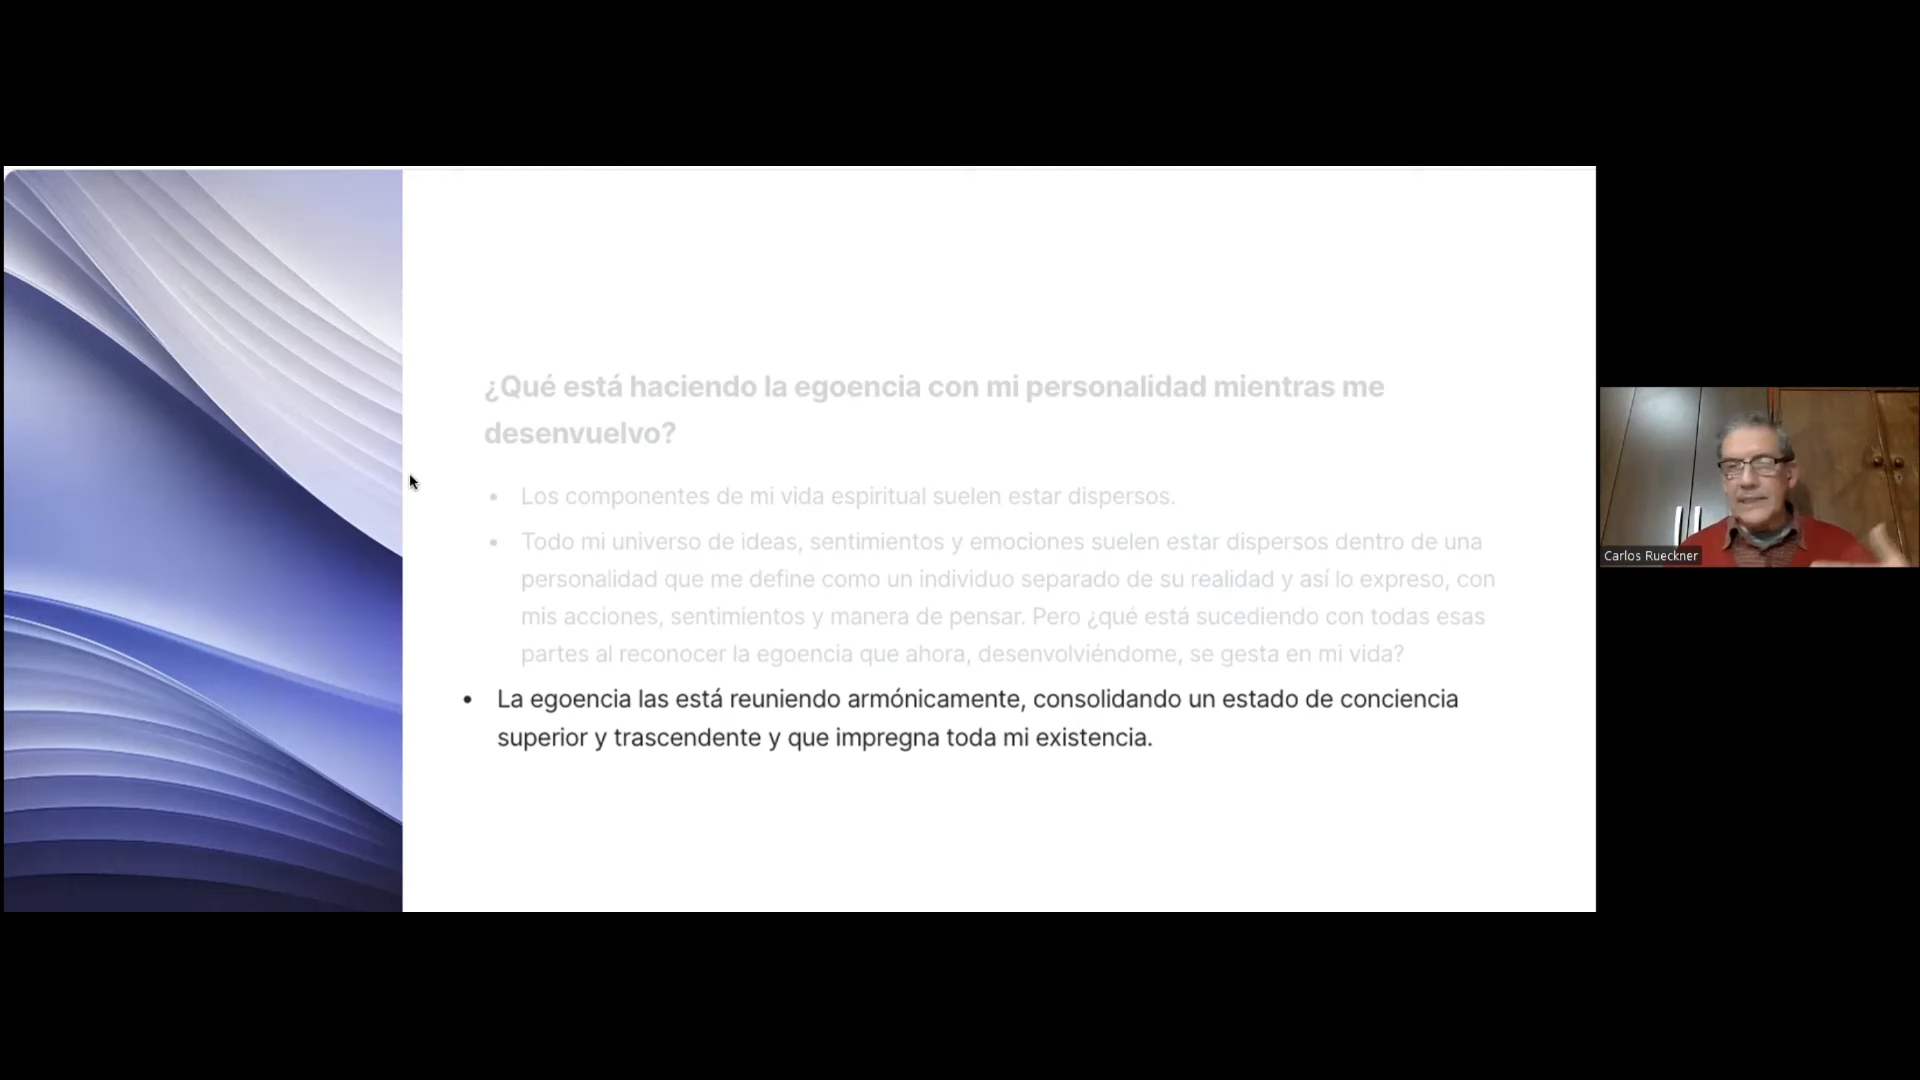 ¿Qué está haciendo la egoencia con mi personalidad mientras me
desenvuelvo?
• Los componentes de mi vida espiritual suelen estar dispersos.
• Todo mi universo de ideas, sentimientos y emociones suelen estar dispersos dentro de una
personalidad que me define como un individuo separado de su realidad y así lo expreso, con
mis acciones, sentimientos y manera de pensar. Pero ¿qué está sucediendo con todas esas
partes al reconocer la egoencia que ahora, desenvolviéndome, se gesta en mi vida?
• La egoencia las está reuniendo armónicamente, consolidando un estado de conciencia
superior y trascendente y que impregna toda mi existencia.
Carlos Rueckner